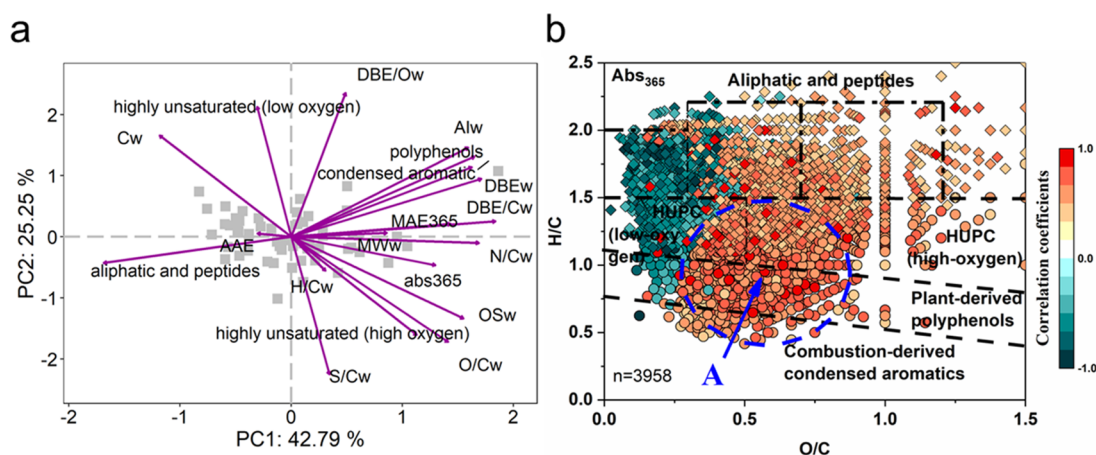 a
DBE/Ow
highly unsaturated (low oxygen)
Cw
AIw
polyphenols
condensed aromatic
DBEw
DBE/Cw
MAE365
AAE
MWw
N/Cw
aliphatic and peptides
H/Cw
abs365
OSw
highly unsaturated (high oxygen)
O/Cw
S/Cw
2
1
0
-1
-2
PC2: 25.25 %
-2
-1
0
1
2
PC1: 42.79 %
b
Abs365
Aliphatic and peptides
HUPC
(low-oxy
gen)
HUPC
(high-oxygen)
Plant-derived
polyphenols
Combustion-derived
condensed aromatics
A
n=3958
2.5
2.0
1.5
1.0
0.5
0.0
H/C
0.0
0.5
1.0
1.5
O/C
1.0
0.0
-1.0
Correlation coefficients